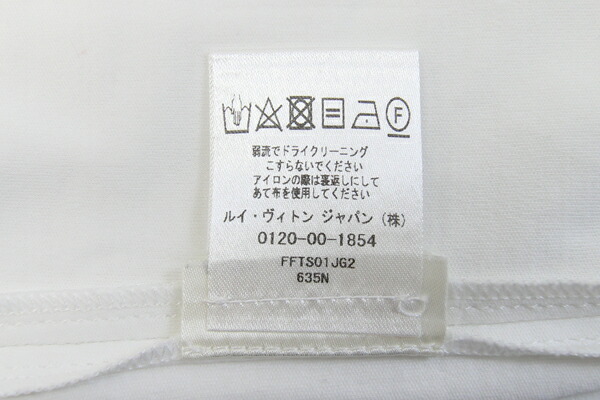 F
弱流でドライクリーニング
こすらないでください
アイロンの際は裏返しにして
あて布を使用してください
ルイ・ヴィトン ジャパン（株）
0120-00-1854
FFTS01JG2
635N